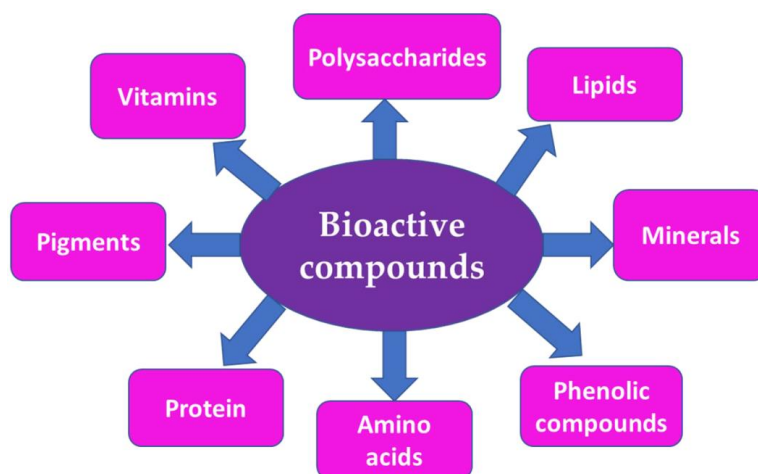 Polysaccharides
Vitamins
Lipids
Bioactive
compounds
Pigments
Minerals
Protein
Amino
acids
Phenolic
compounds